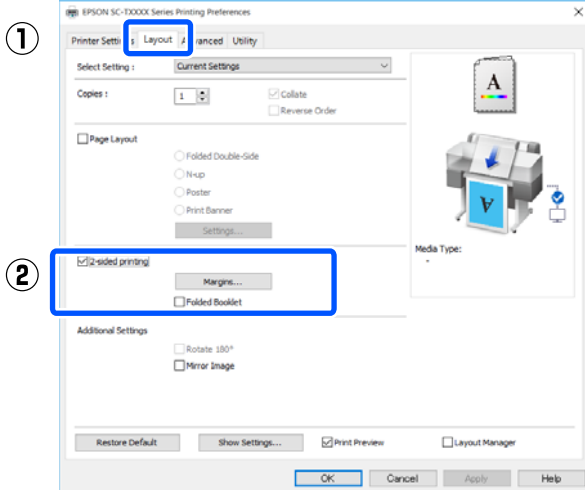 EPSON SC-TXXXX Series Printing Preferences
①
Layout Advanced Utility
Select Setting : Current Settings
Copies : 1 Collate
Reverse Order
A
Page Layout
Folded Double-Side
N-up
Poster
Print Banner
Settings...
A
Media Type:
-
②
2-sided printing
Margins...
Folded Booklet
Additional Settings
Rotate 180°
Mirror Image
Restore Default Show Settings... Print Preview Layout Manager
OK Cancel Apply Help